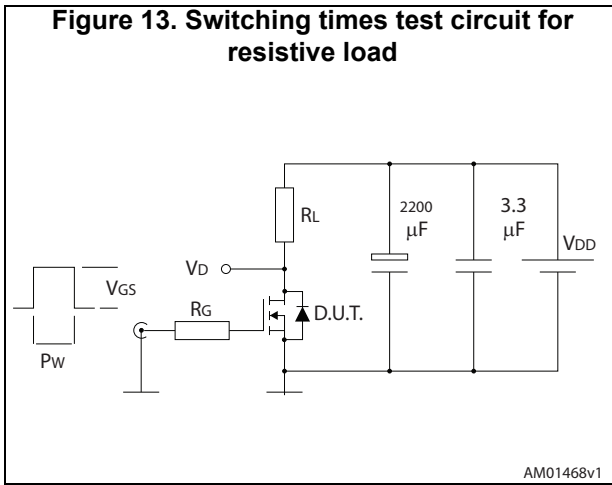 Figure 13. Switching times test circuit for
resistive load
RL
2200
μF
3.3
μF
VDD
VD
VGS
RG
D.U.T.
PW
AM01468v1